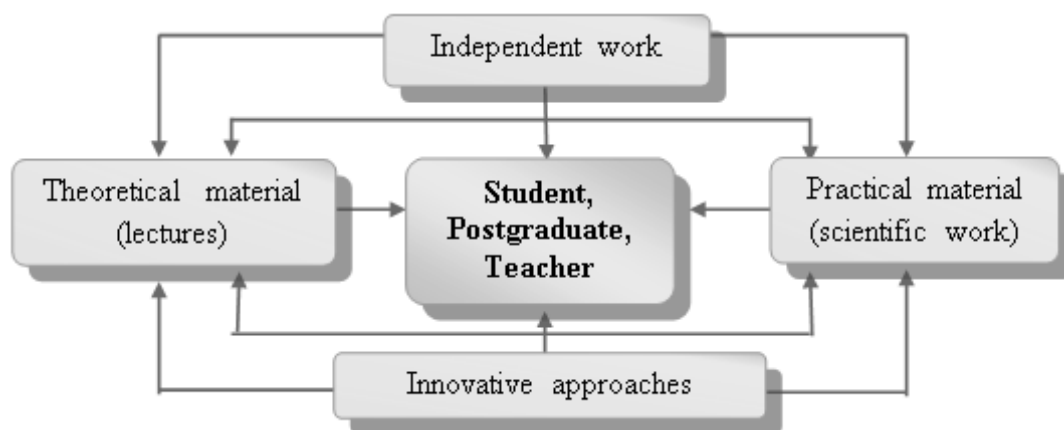 Independent work
Theoretical material
(lectures)
Student,
Postgraduate,
Teacher
Practical material
(scientific work)
Innovative approaches